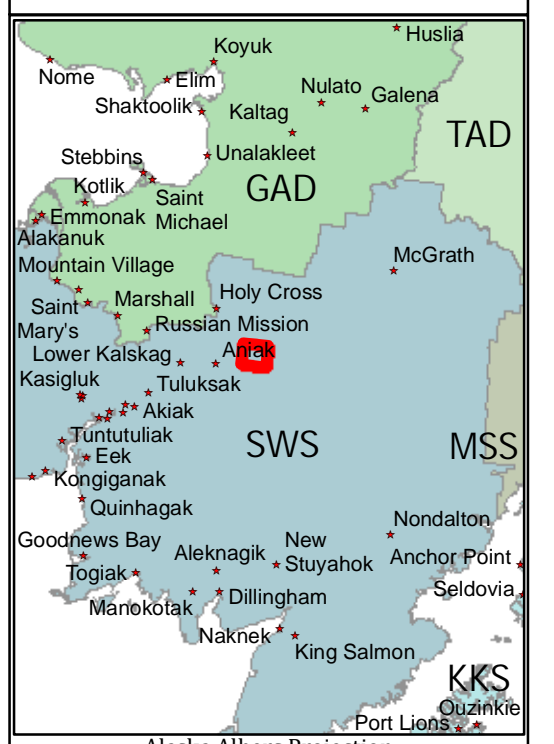 Huslia
Koyuk
Nome
Elim
Nulato
Galena
Shaktoolik
Kaltag
TAD
Stebbins
Unalakleet
Kotlik
GAD
Saint
Michael
Emmonak
Alakanuk
McGrath
Mountain Village
Holy Cross
Saint
Mary's
Marshall
Russian Mission
Lower Kalskag
Aniak
Kasigluk
Tuluksak
Akiak
Tuntutuliak
SWS
MSS
Eek
Kongiganak
Quinhagak
Nondalton
Goodnews Bay
Aleknagik
New
Stuyahok
Anchor Point
Togiak
Seldovia
Manokotak
Dillingham
Naknek
King Salmon
KKS
Ouzinkie
Port Lions
Alaska Albers Projection